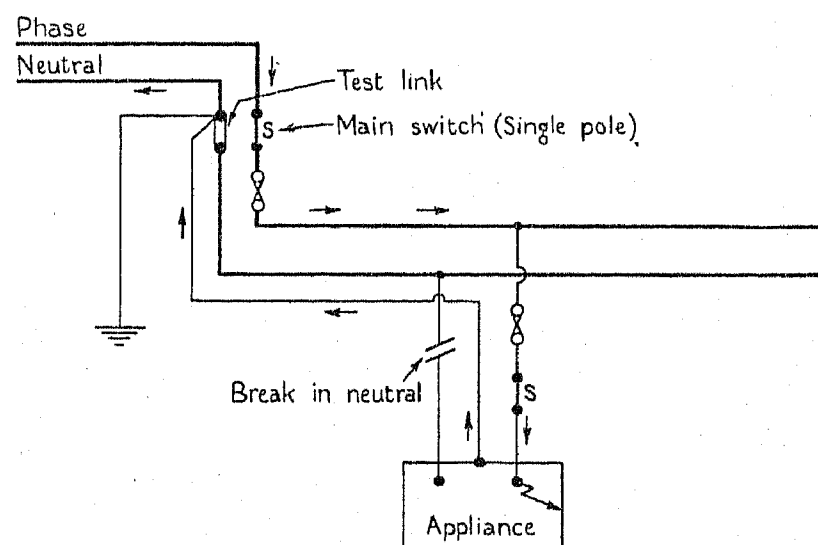 Phase
Neutral
Test link
S
Main switch (Single pole).
Break in neutral
S
Appliance